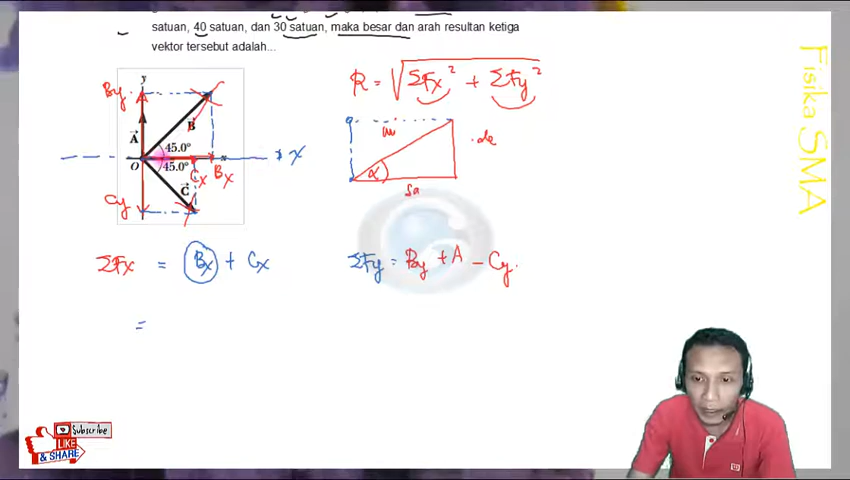 satuan, 40 satuan, dan 30 satuan, maka besar dan arah resultan ketiga
vektor tersebut adalah...
y
By
A
B
45.0°
45.0°
O
Cx
Bx
x
C
Cy
R = √ΣFx² + ΣFy²
mi
de
α
sa
ΣFx = Bx + Cx
ΣFy = By + A - Cy
=
Fisika SMA
Subscribe
LIKE
& SHARE